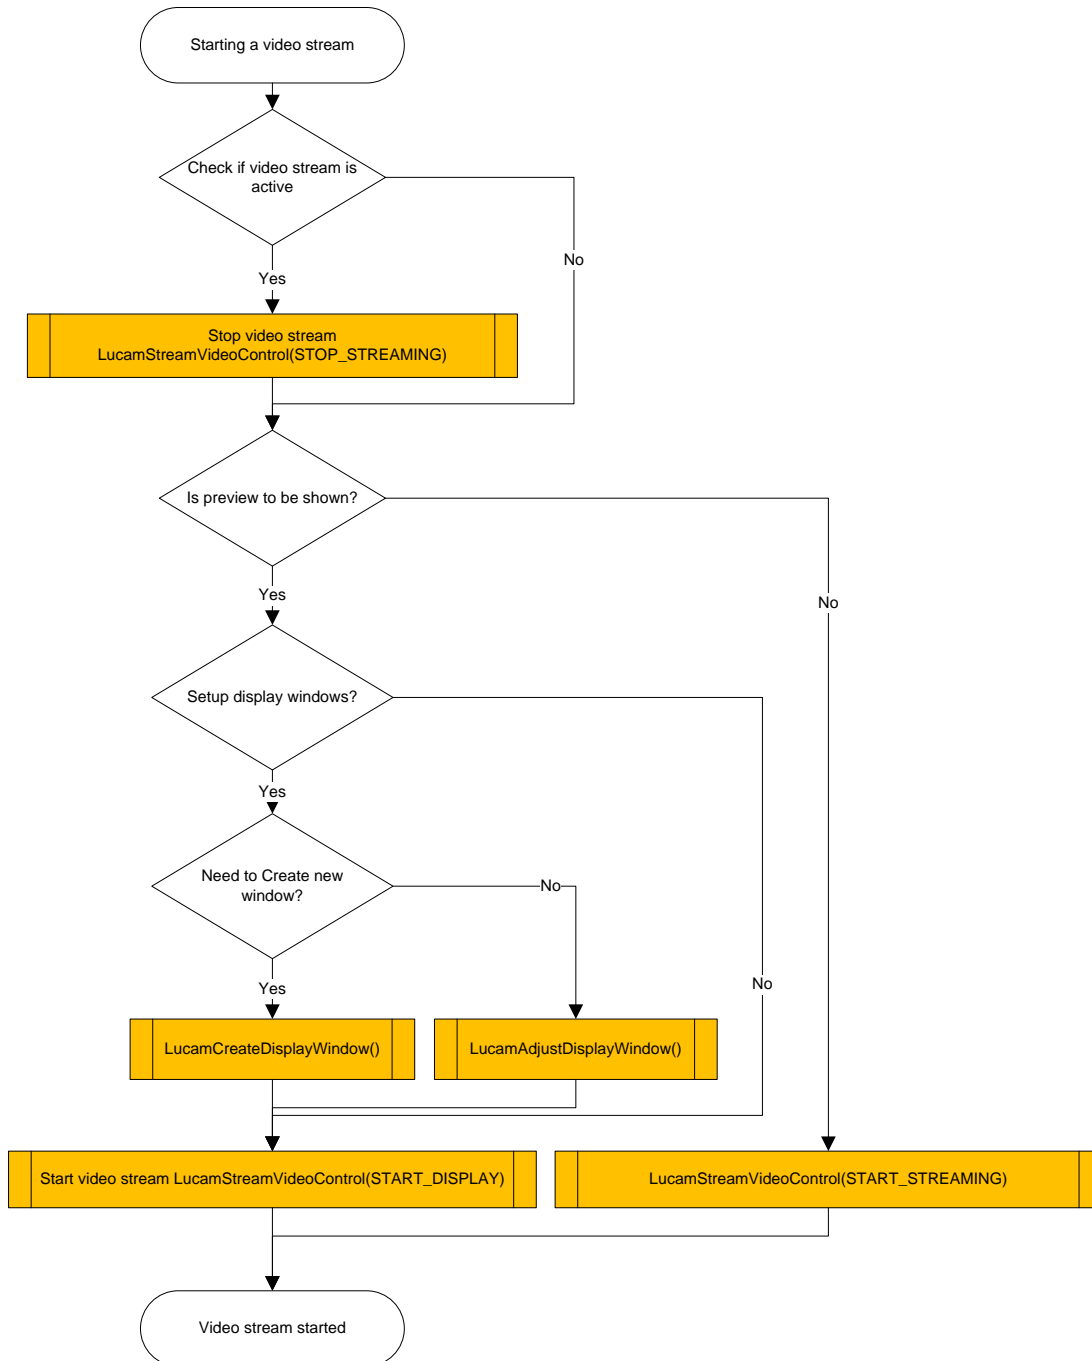 Starting a video stream
Check if video stream is
active
No
Yes
Stop video stream
LucamStreamVideoControl(STOP_STREAMING)
Is preview to be shown?
Yes
No
Setup display windows?
Yes
Need to Create new
window?
No
Yes
No
LucamCreateDisplayWindow()
LucamAdjustDisplayWindow()
Start video stream LucamStreamVideoControl(START_DISPLAY)
LucamStreamVideoControl(START_STREAMING)
Video stream started